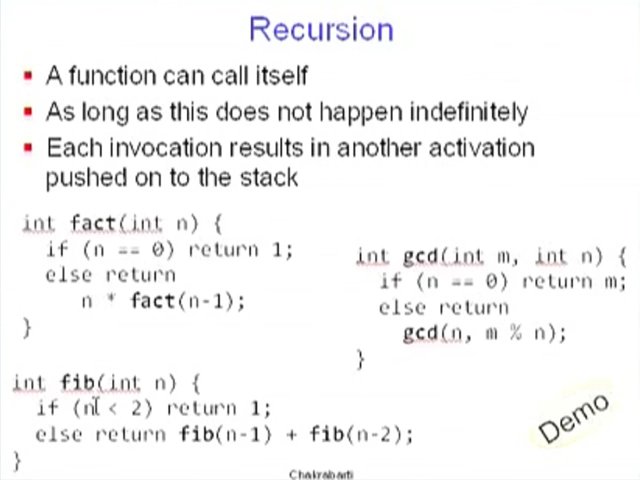 Recursion
A function can call itself
As long as this does not happen indefinitely
Each invocation results in another activation
pushed on to the stack
int fact(int n) {
if (n == 0) return 1;
else return
n * fact(n-1);
}
int gcd(int m, int n) {
if (n == 0) return m;
else return
gcd(n, m % n);
}
int fib(int n) {
if (n < 2) return 1;
else return fib(n-1) + fib(n-2);
}
Demo
Chakrabarti